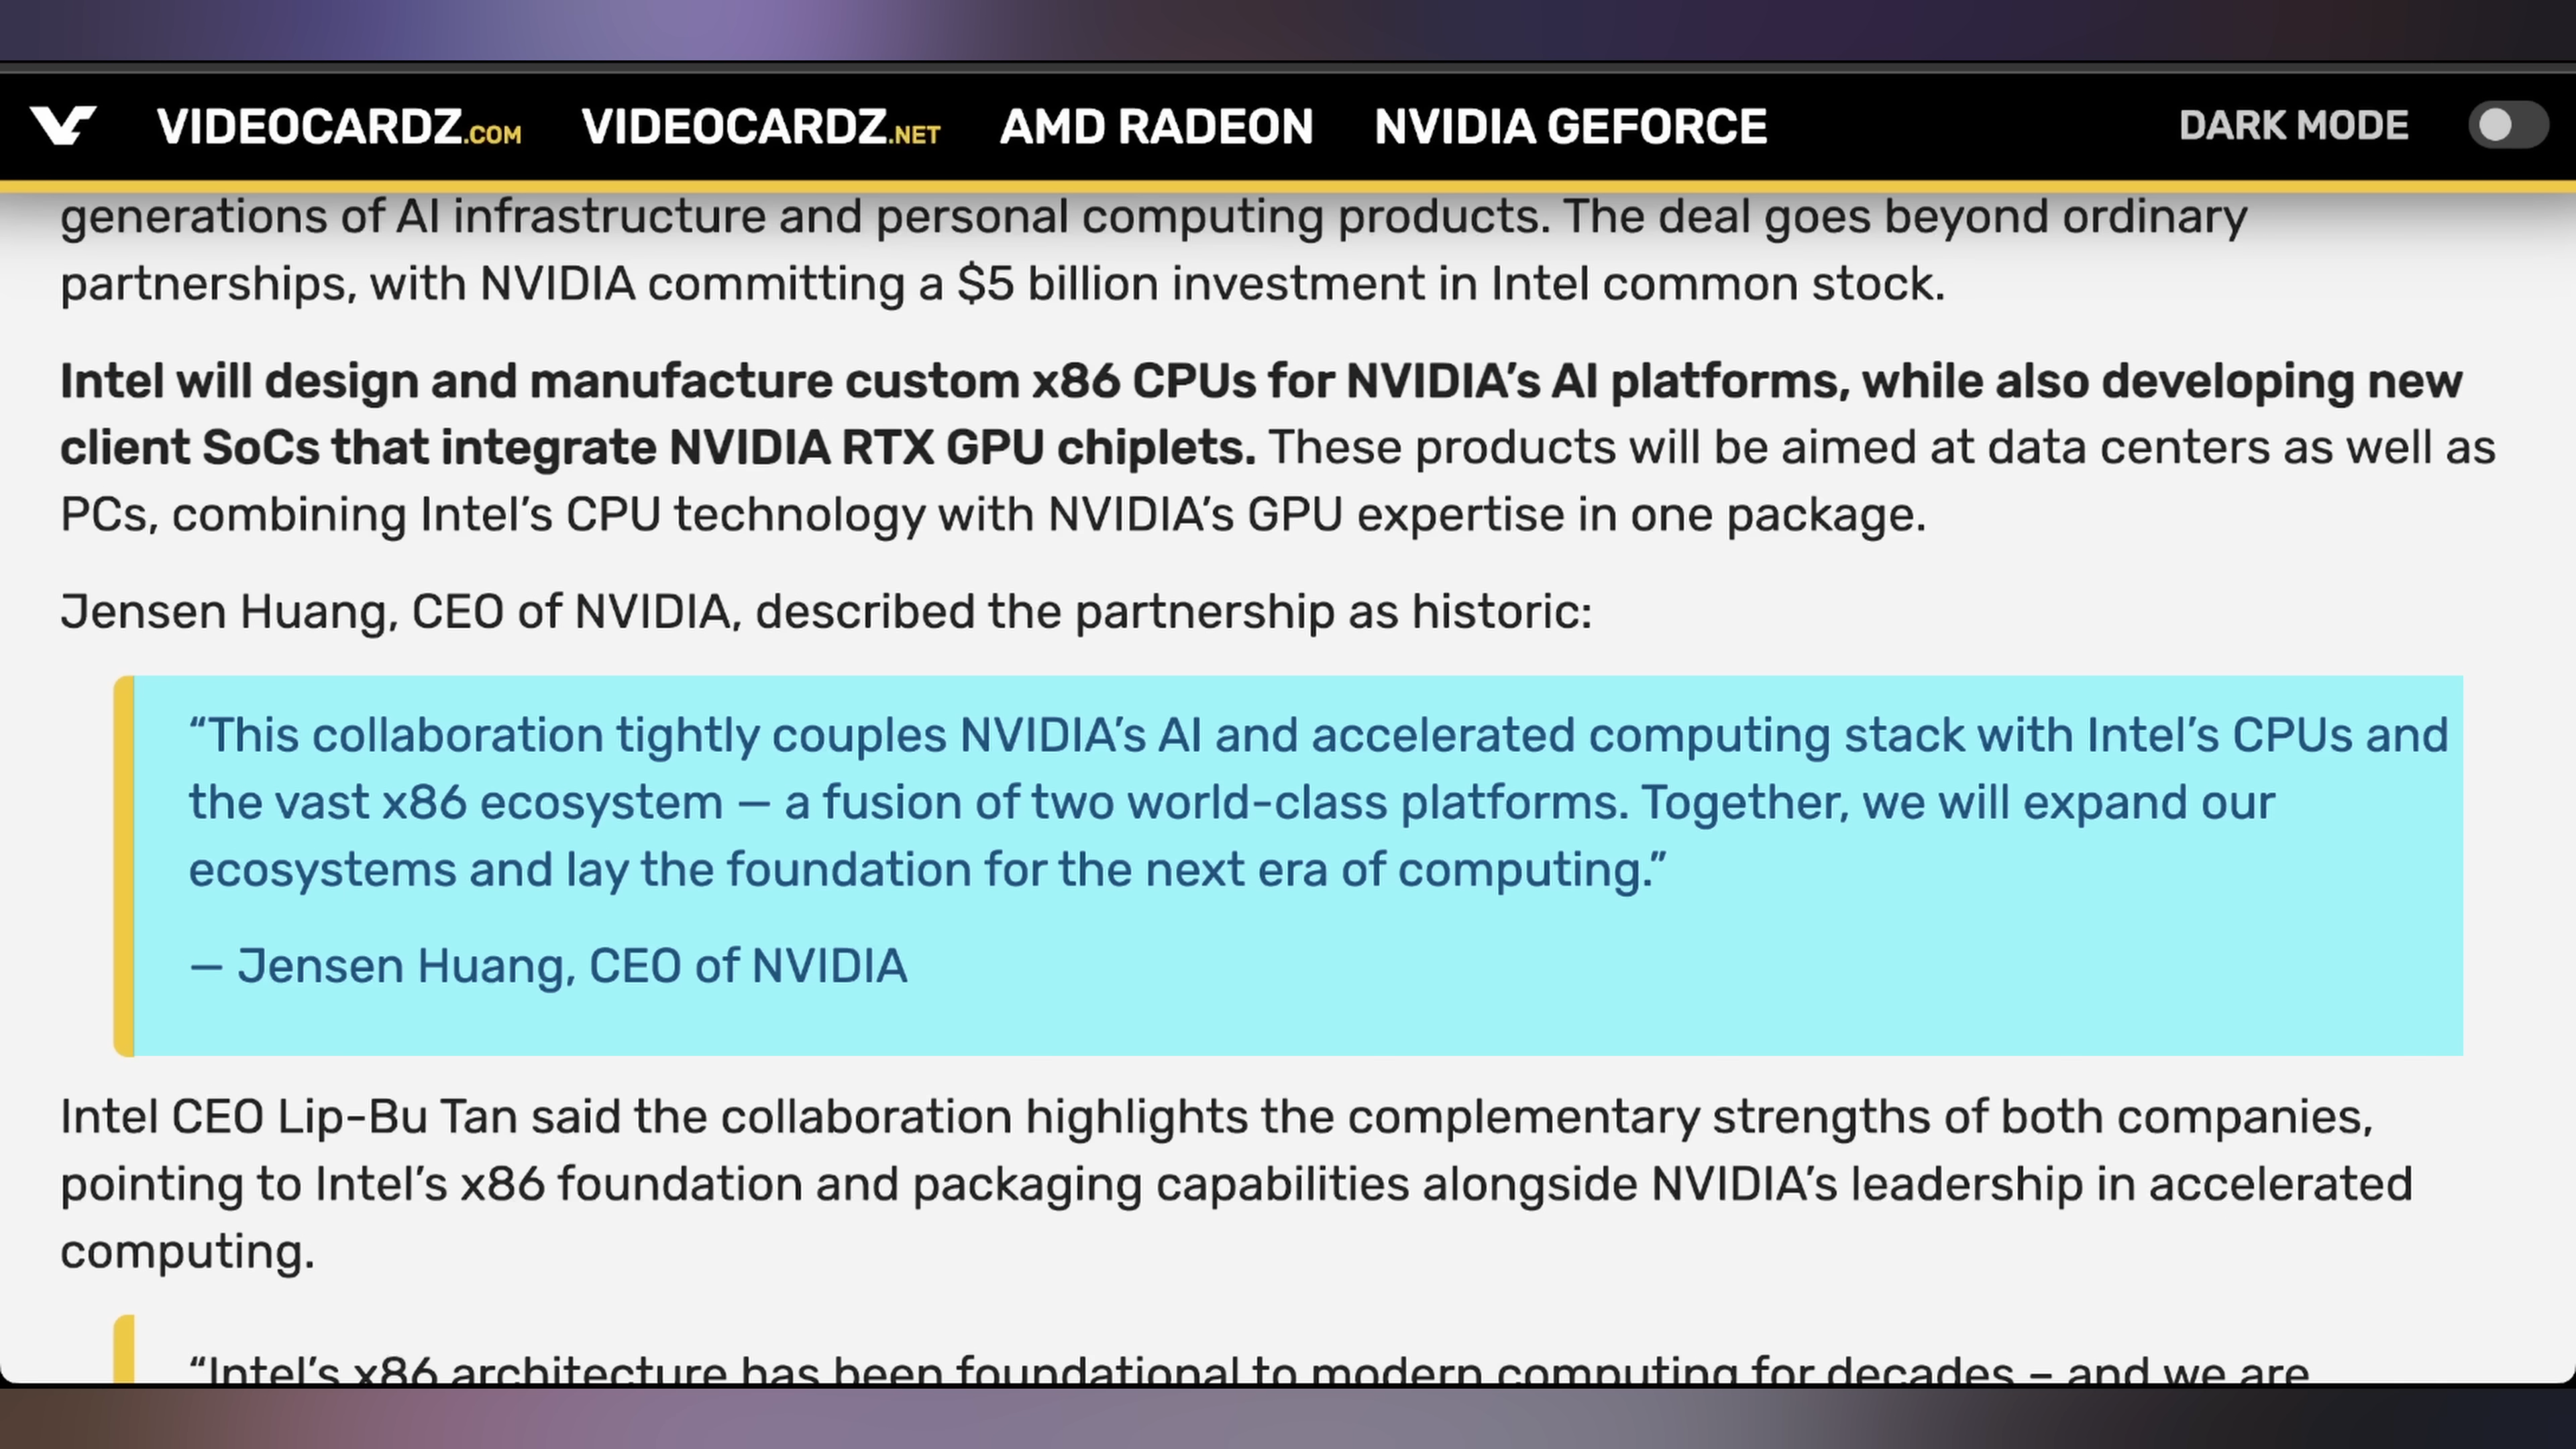 VIDEOCARDZ.COM VIDEOCARDZ.NET AMD RADEON NVIDIA GEFORCE DARK MODE
generations of AI infrastructure and personal computing products. The deal goes beyond ordinary
partnerships, with NVIDIA committing a $5 billion investment in Intel common stock.
Intel will design and manufacture custom x86 CPUs for NVIDIA’s AI platforms, while also developing new
client SoCs that integrate NVIDIA RTX GPU chiplets. These products will be aimed at data centers as well as
PCs, combining Intel’s CPU technology with NVIDIA’s GPU expertise in one package.
Jensen Huang, CEO of NVIDIA, described the partnership as historic:
“This collaboration tightly couples NVIDIA’s AI and accelerated computing stack with Intel’s CPUs and
the vast x86 ecosystem — a fusion of two world-class platforms. Together, we will expand our
ecosystems and lay the foundation for the next era of computing.”
— Jensen Huang, CEO of NVIDIA
Intel CEO Lip-Bu Tan said the collaboration highlights the complementary strengths of both companies,
pointing to Intel’s x86 foundation and packaging capabilities alongside NVIDIA’s leadership in accelerated
computing.
“Intel’s x86 architecture has been foundational to modern computing for decades – and we are